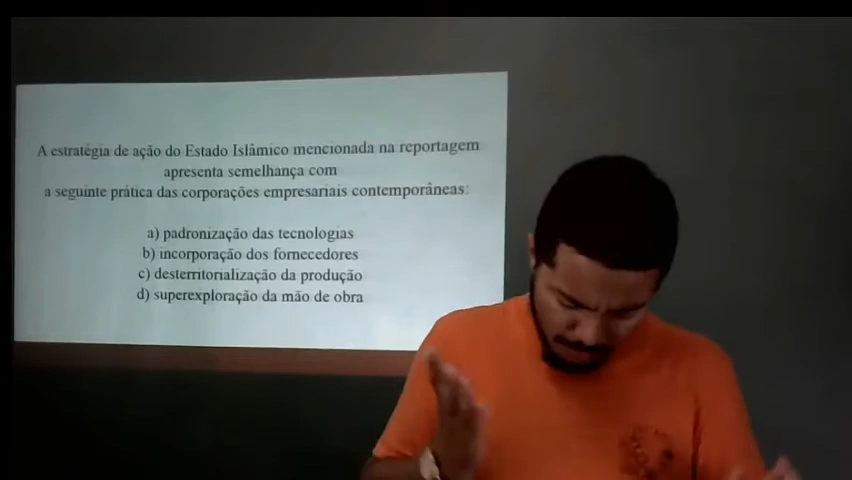 A estratégia de ação do Estado Islâmico mencionada na reportagem
apresenta semelhança com
a seguinte prática das corporações empresariais contemporâneas:
a) padronização das tecnologias
b) incorporação dos fornecedores
c) desterritorialização da produção
d) superexploração da mão de obra